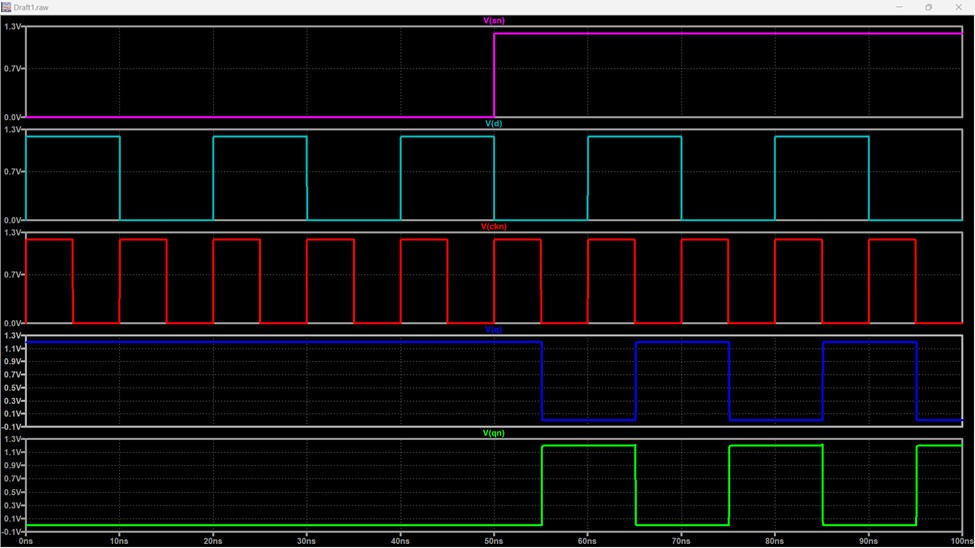 Draft1.raw
V(sn)
1.3V
0.7V
0.0V
V(d)
1.3V
0.7V
0.0V
V(ckn)
1.3V
0.7V
0.0V
V(q)
1.3V
1.1V
0.9V
0.7V
0.5V
0.3V
0.1V
-0.1V
V(qn)
1.3V
1.1V
0.9V
0.7V
0.5V
0.3V
0.1V
-0.1V
0ns 10ns 20ns 30ns 40ns 50ns 60ns 70ns 80ns 90ns 100ns